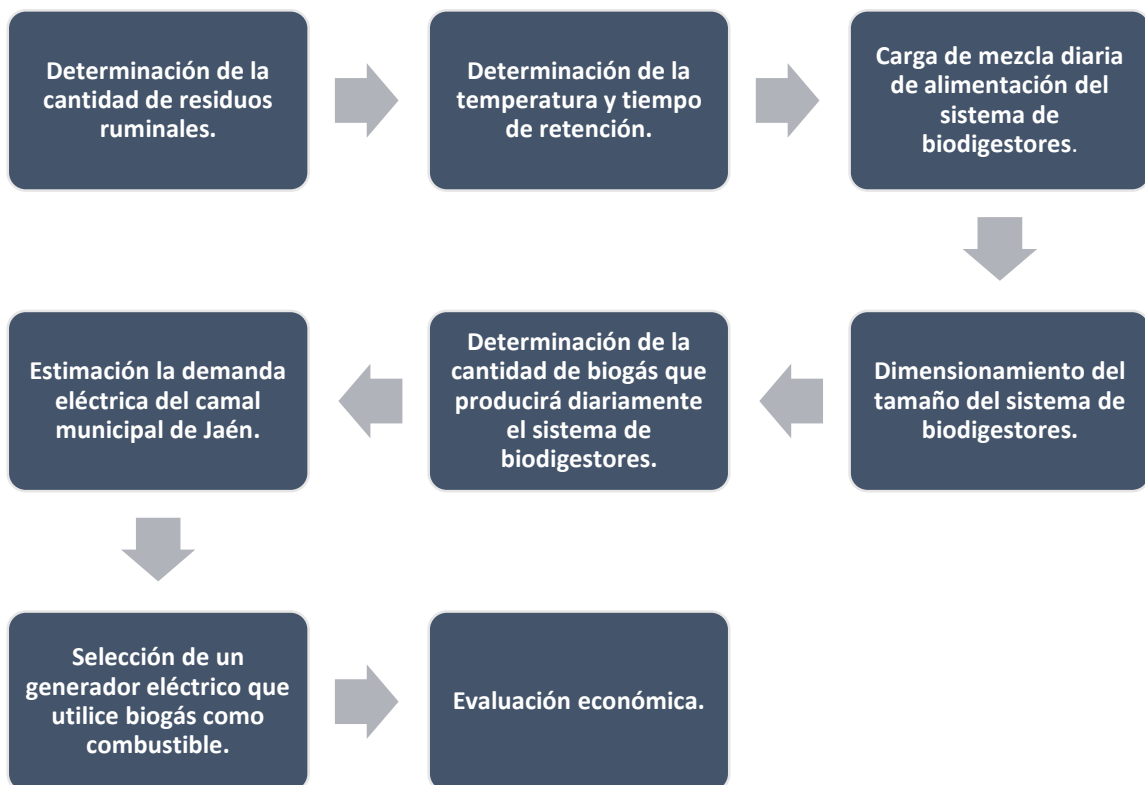 Determinación de la
cantidad de residuos
ruminales.
Determinación de la
temperatura y tiempo
de retención.
Carga de mezcla diaria
de alimentación del
sistema de
biodigestores.
Dimensionamiento del
tamaño del sistema de
biodigestores.
Determinación de la
cantidad de biogás que
producirá diariamente
el sistema de
biodigestores.
Estimación la demanda
eléctrica del camal
municipal de Jaén.
Selección de un
generador eléctrico que
utilice biogás como
combustible.
Evaluación económica.